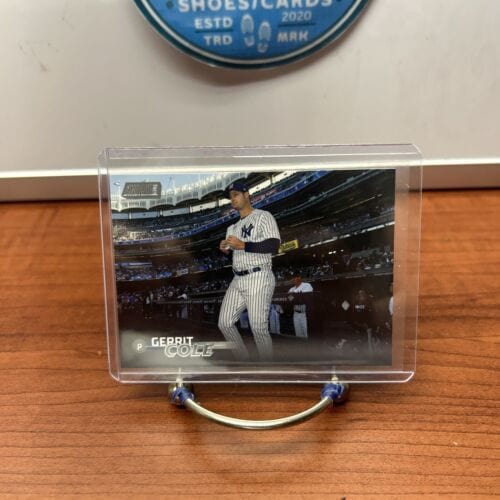 SHOES/CARDS
ESTD 2020
TRD MRK
NY
P GERRIT
COLE